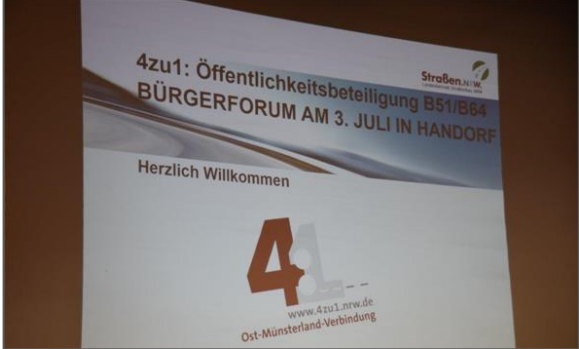 Straßen.NRW.
4zu1: Öffentlichkeitsbeteiligung B51/B64
BÜRGERFORUM AM 3. JULI IN HANDORF
Herzlich Willkommen
4
1
www.4zu1.nrw.de
Ost-Münsterland-Verbindung